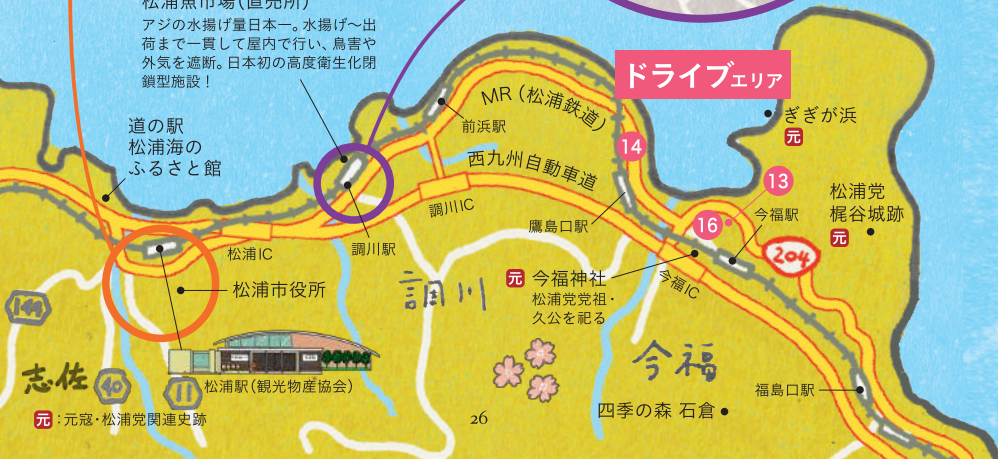 松浦魚市場(直売所)
アジの水揚げ量日本一。水揚げ〜出
荷まで一貫して屋内で行い、鳥害や
外気を遮断。日本初の高度衛生化閉
鎖型施設！
ドライブエリア
MR（松浦鉄道）
前浜駅
ぎぎが浜
元
道の駅
松浦海の
ふるさと館
14
西九州自動車道
13
松浦党
梶谷城跡
元
調川IC
鷹島口駅
16
今福駅
松浦IC
調川駅
204
元 今福神社
松浦党党祖・
久公を祀る
今福IC
松浦市役所
調川
144
今福
志佐
40
11
松浦駅(観光物産協会)
福島口駅
元：元寇・松浦党関連史跡
26
四季の森 石倉